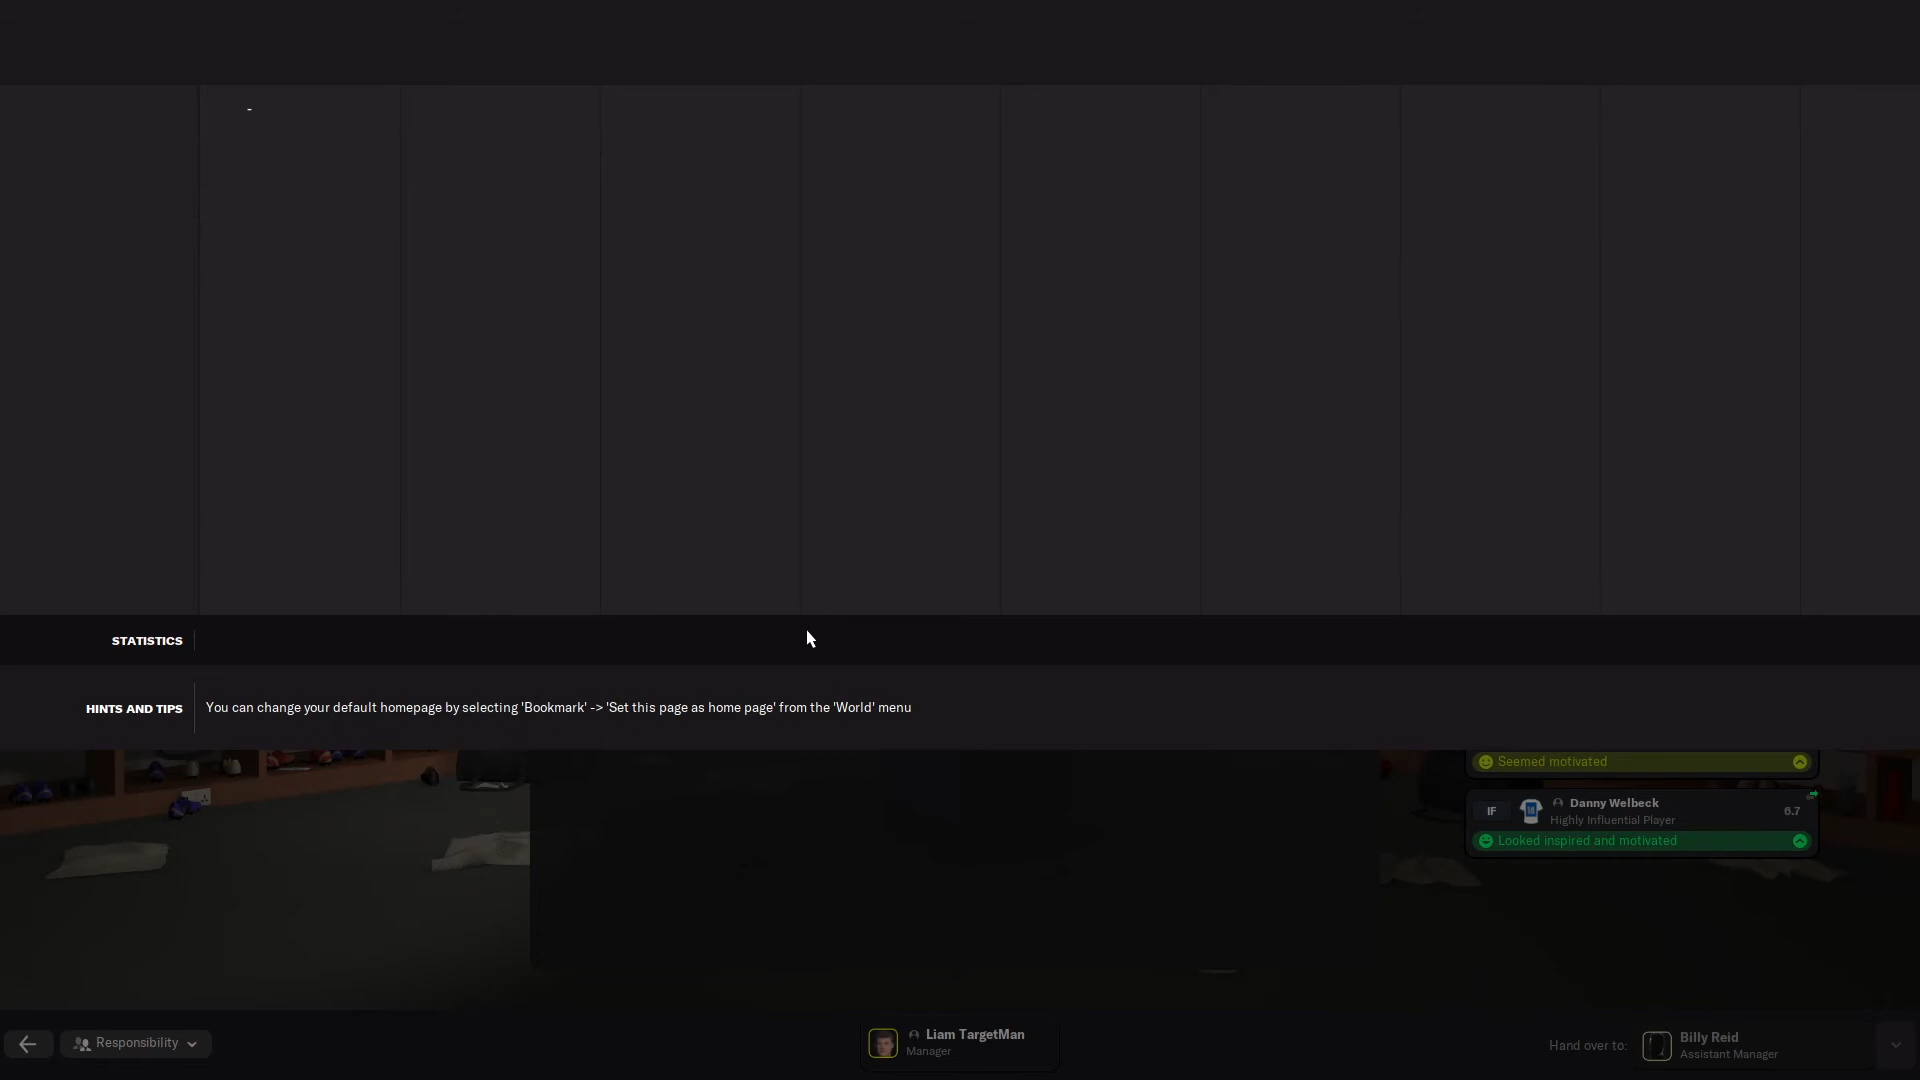 -
STATISTICS
HINTS AND TIPS
You can change your default homepage by selecting 'Bookmark' -> 'Set this page as home page' from the 'World' menu
Seemed motivated
IF
Danny Welbeck
6.7
Highly Influential Player
Looked inspired and motivated
Responsibility
Liam TargetMan
Manager
Hand over to:
Billy Reid
Assistant Manager